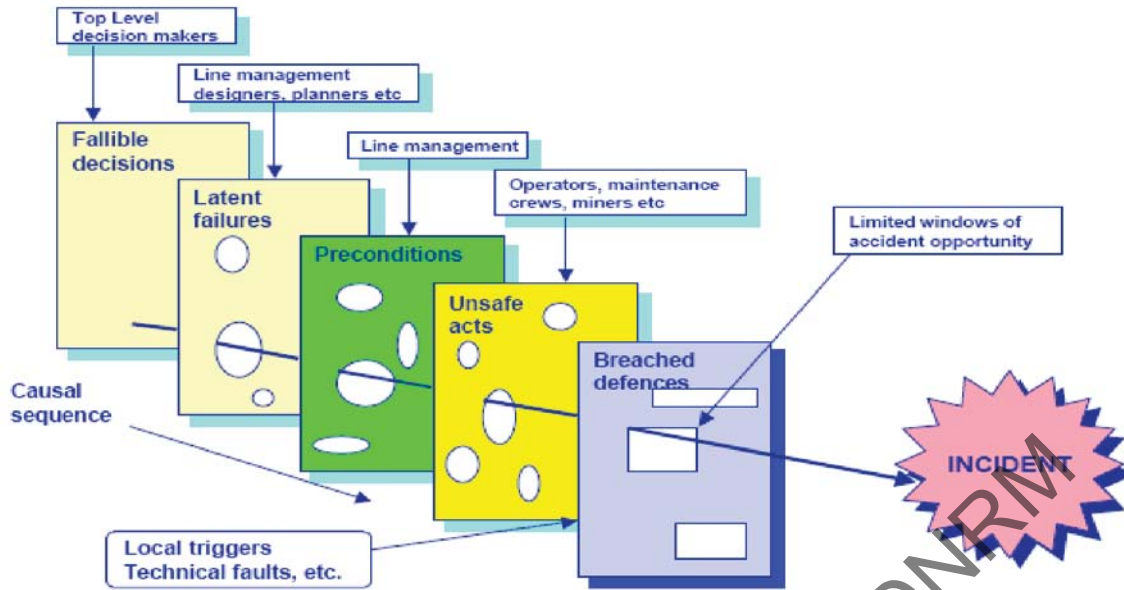 Top Level
decision makers
Line management
designers, planners etc
Line management
Operators, maintenance
crews, miners etc
Limited windows of
accident opportunity
Fallible
decisions
Latent
failures
Preconditions
Unsafe
acts
Breached
defences
Causal
sequence
INCIDENT
Local triggers
Technical faults, etc.